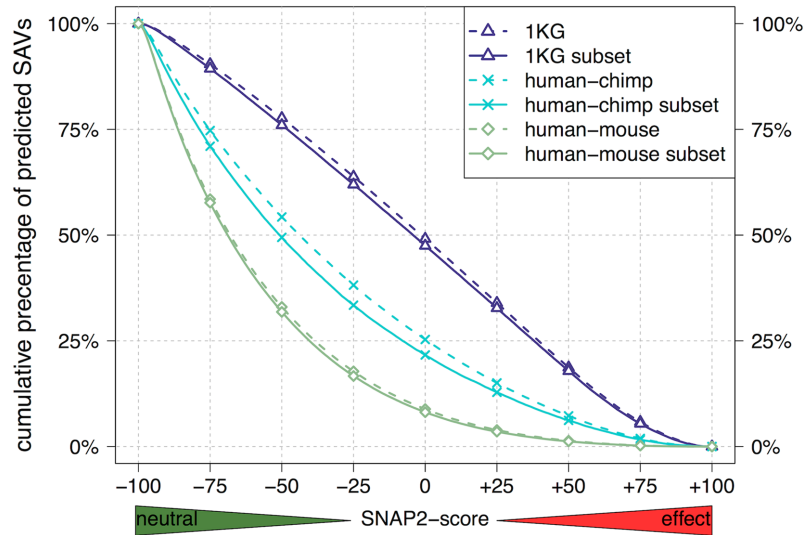 cumulative precentage of predicted SAVs
100%
75%
50%
25%
0%
1KG
1KG subset
human−chimp
human−chimp subset
human−mouse
human−mouse subset
100%
75%
50%
25%
0%
−100 −75 −50 −25 0 +25 +50 +75 +100
neutral SNAP2−score effect